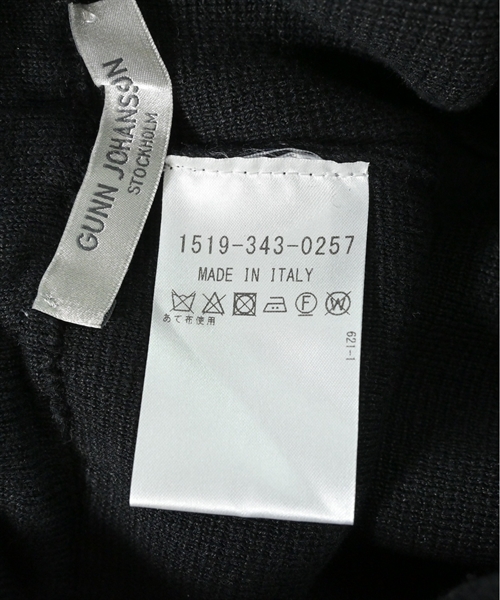 GUNN JOHANSSON
STOCKHOLM
1519-343-0257
MADE IN ITALY
F W
あて布使用
621-1